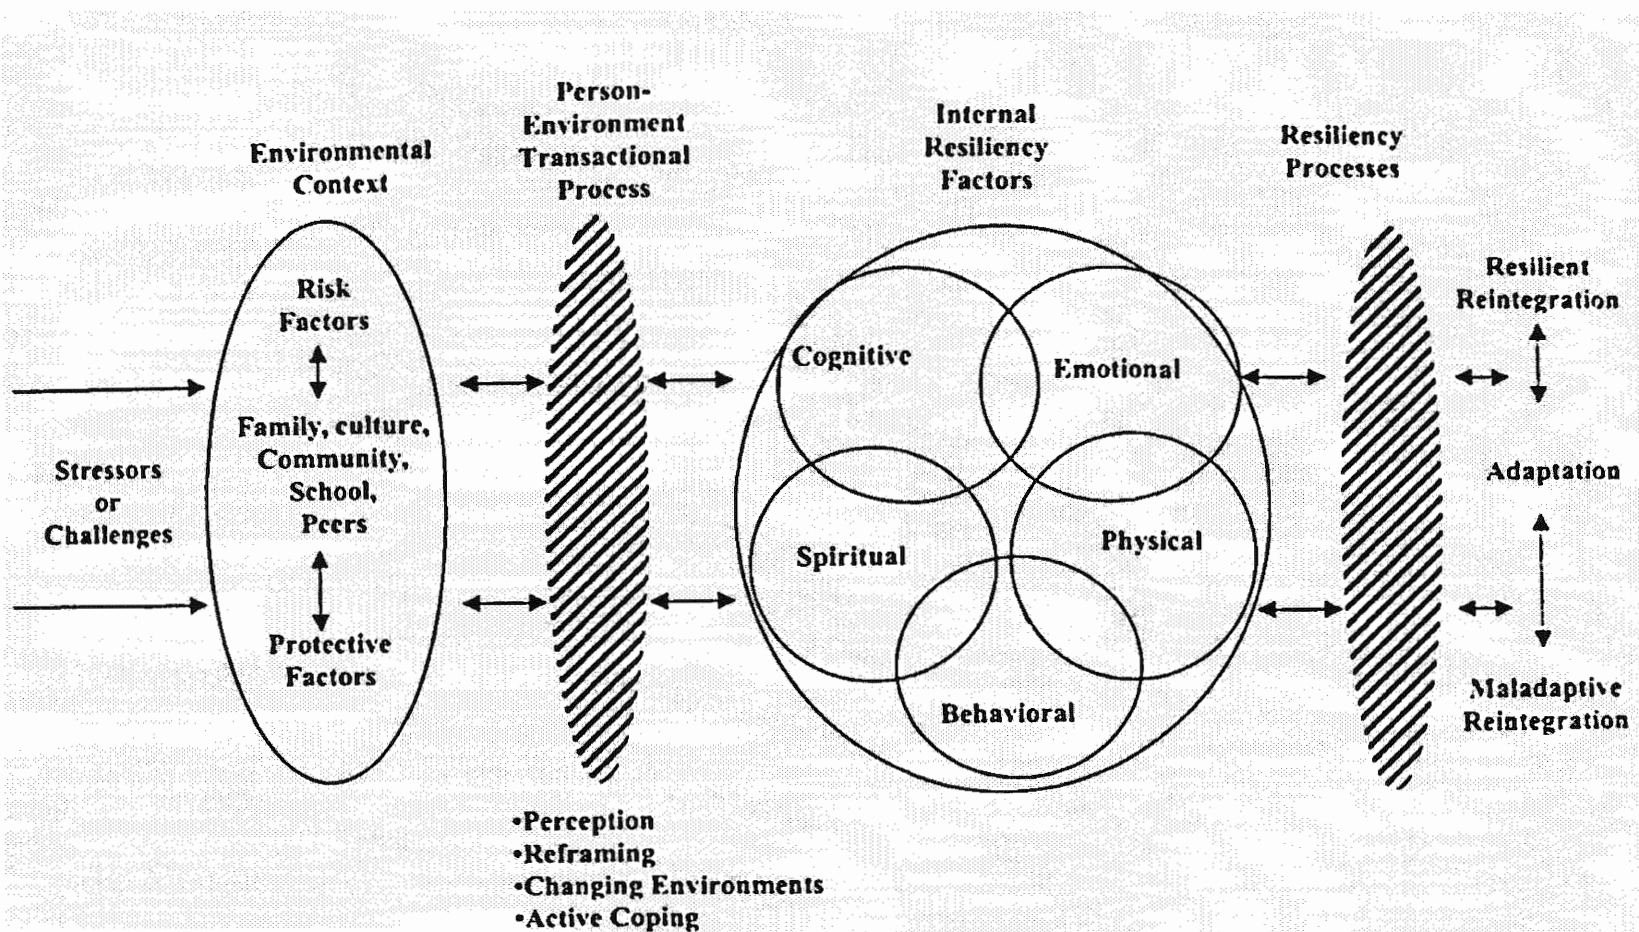 Person-
Environment
Transactional
Process
Internal
Resiliency
Factors
Resiliency
Processes
Environmental
Context
Risk
Factors
Family, culture,
Community,
School,
Peers
Protective
Factors
Stressors
or
Challenges
Cognitive
Emotional
Spiritual
Physical
Behavioral
Resilient
Reintegration
Adaptation
Maladaptive
Reintegration
•Perception
•Reframing
•Changing Environments
•Active Coping